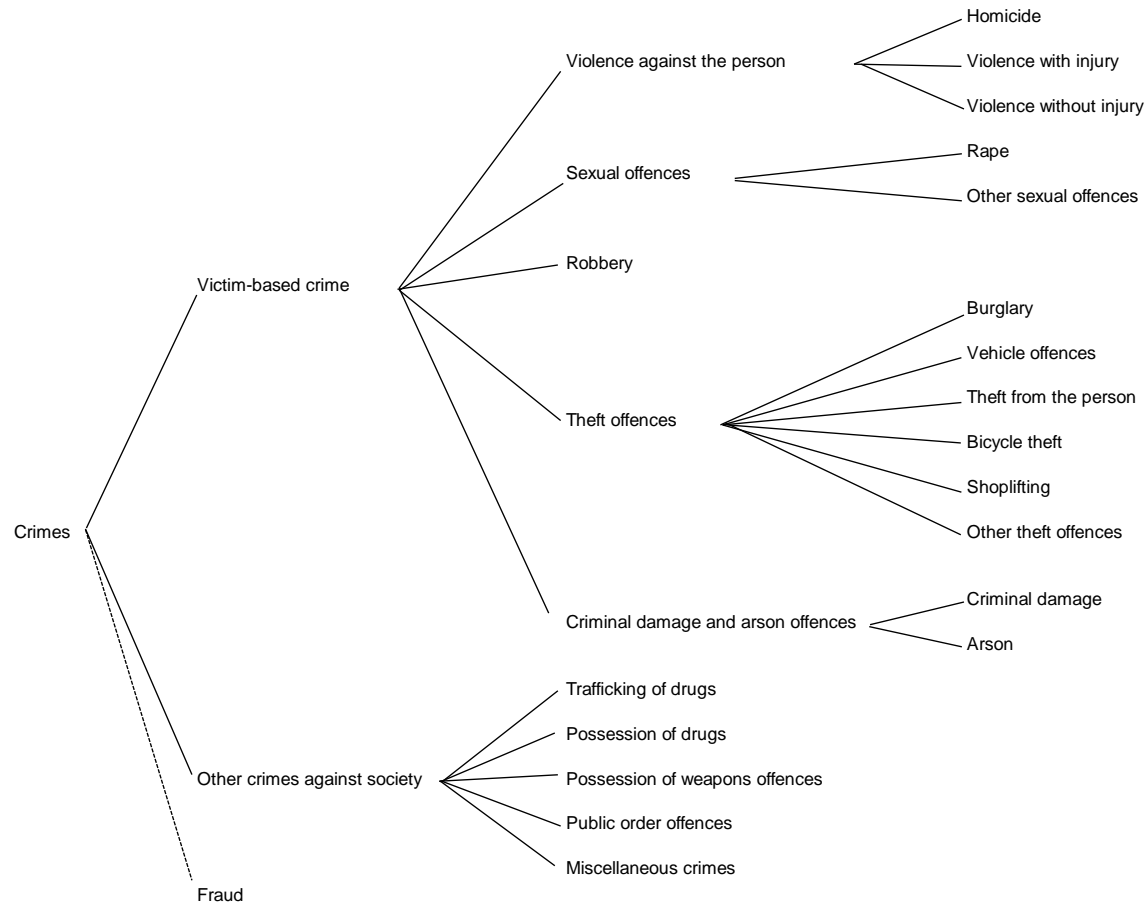 Homicide
Violence against the person
Violence with injury
Violence without injury
Rape
Sexual offences
Other sexual offences
Robbery
Victim-based crime
Burglary
Vehicle offences
Theft from the person
Theft offences
Bicycle theft
Shoplifting
Crimes
Other theft offences
Criminal damage
Criminal damage and arson offences
Arson
Trafficking of drugs
Possession of drugs
Other crimes against society
Possession of weapons offences
Public order offences
Miscellaneous crimes
Fraud